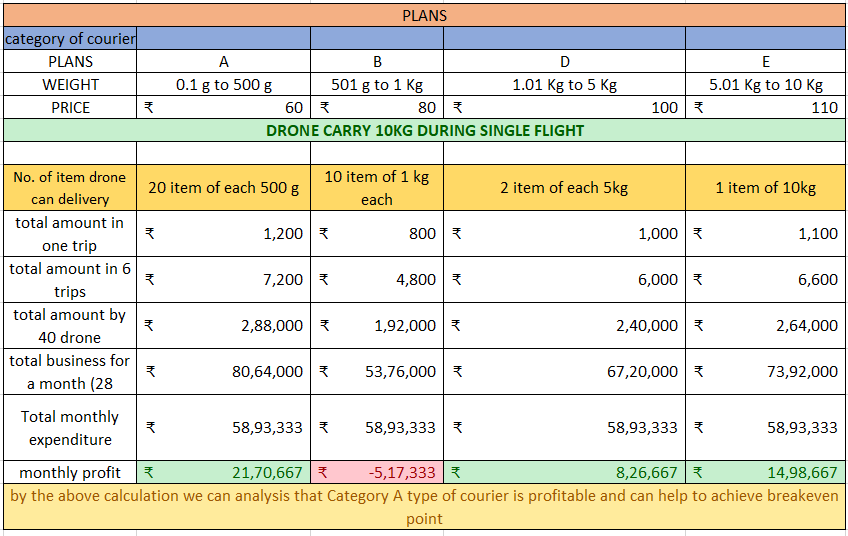 PLANS
category of courier
PLANS A B D E
WEIGHT 0.1 g to 500 g 501 g to 1 Kg 1.01 Kg to 5 Kg 5.01 Kg to 10 Kg
PRICE ₹ 60 ₹ 80 ₹ 100 ₹ 110
DRONE CARRY 10KG DURING SINGLE FLIGHT
No. of item drone
can delivery
20 item of each 500 g
10 item of 1 kg
each
2 item of each 5kg
1 item of 10kg
total amount in
one trip
₹ 1,200 ₹ 800 ₹ 1,000 ₹ 1,100
total amount in 6
trips
₹ 7,200 ₹ 4,800 ₹ 6,000 ₹ 6,600
total amount by
40 drone
₹ 2,88,000 ₹ 1,92,000 ₹ 2,40,000 ₹ 2,64,000
total business for
a month (28
₹ 80,64,000 ₹ 53,76,000 ₹ 67,20,000 ₹ 73,92,000
Total monthly
expenditure
₹ 58,93,333 ₹ 58,93,333 ₹ 58,93,333 ₹ 58,93,333
monthly profit ₹ 21,70,667 ₹ -5,17,333 ₹ 8,26,667 ₹ 14,98,667
by the above calculation we can analysis that Category A type of courier is profitable and can help to achieve breakeven
point